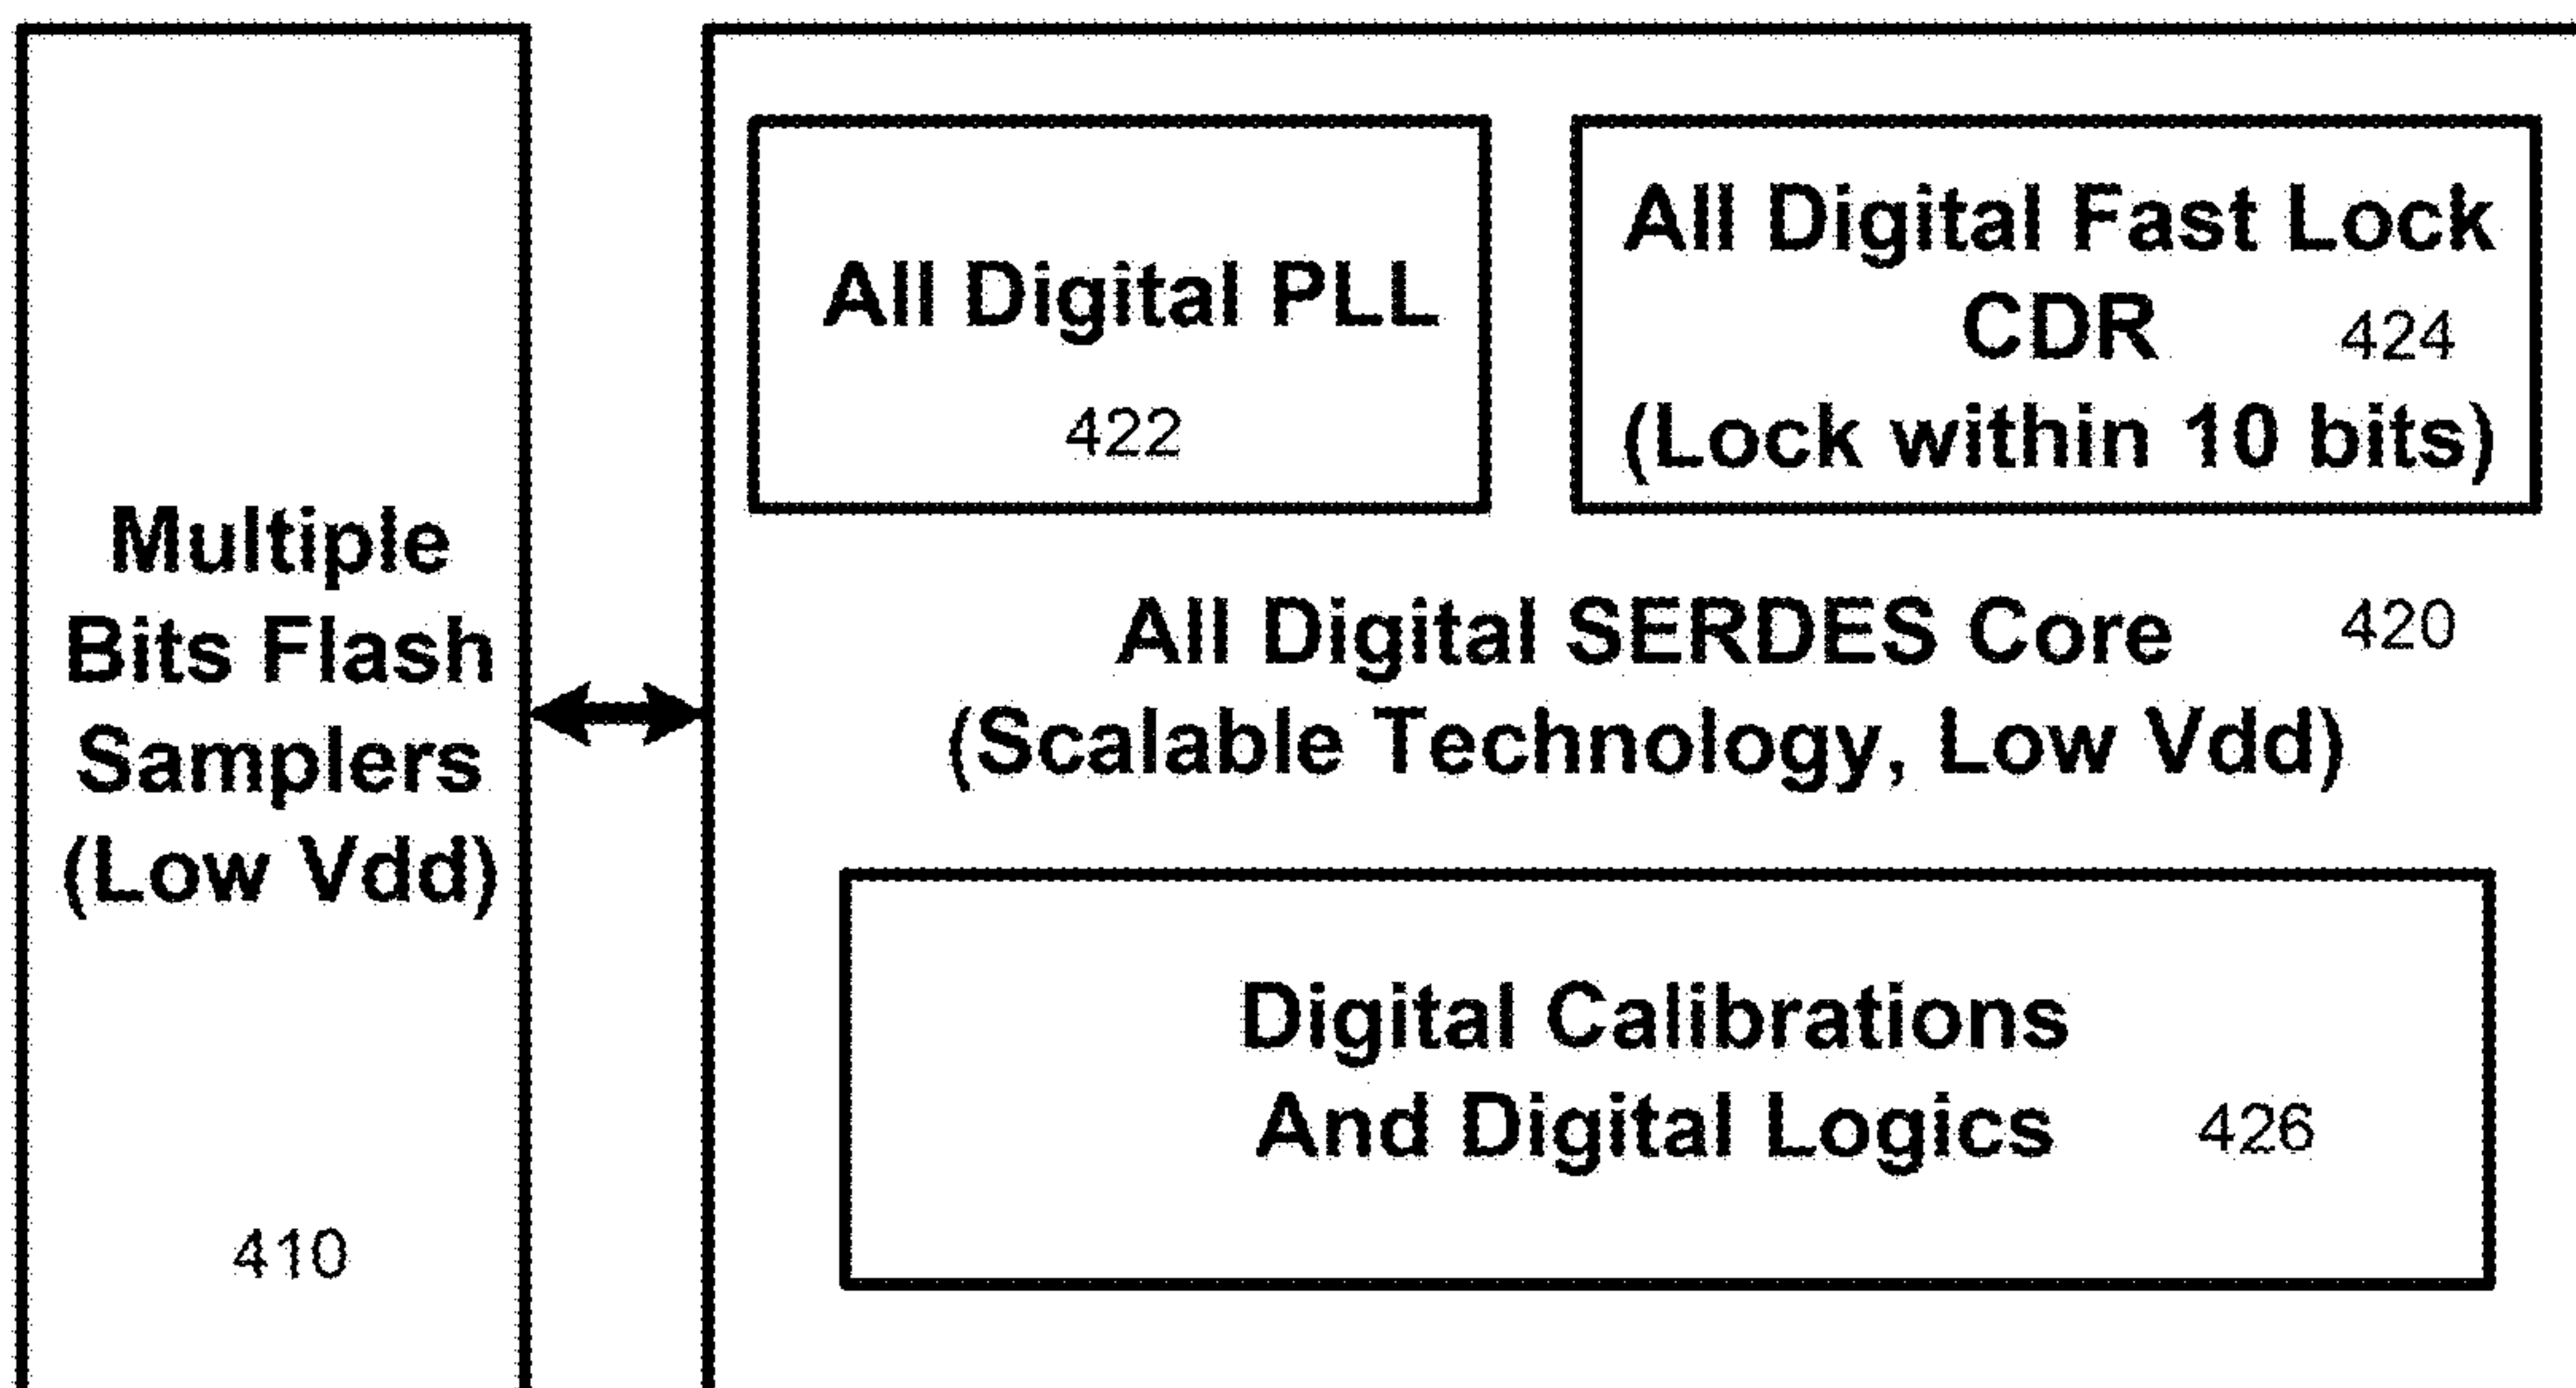 Multiple
Bits Flash
Samplers
(Low Vdd)
410
All Digital PLL
422
All Digital Fast Lock
CDR 424
(Lock within 10 bits)
All Digital SERDES Core 420
(Scalable Technology, Low Vdd)
Digital Calibrations
And Digital Logics 426